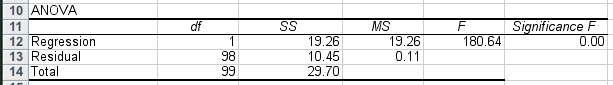 10 ANOVA
11 df SS MS F Significance F
12 Regression 1 19.26 19.26 180.64 0.00
13 Residual 98 10.45 0.11
14 Total 99 29.70